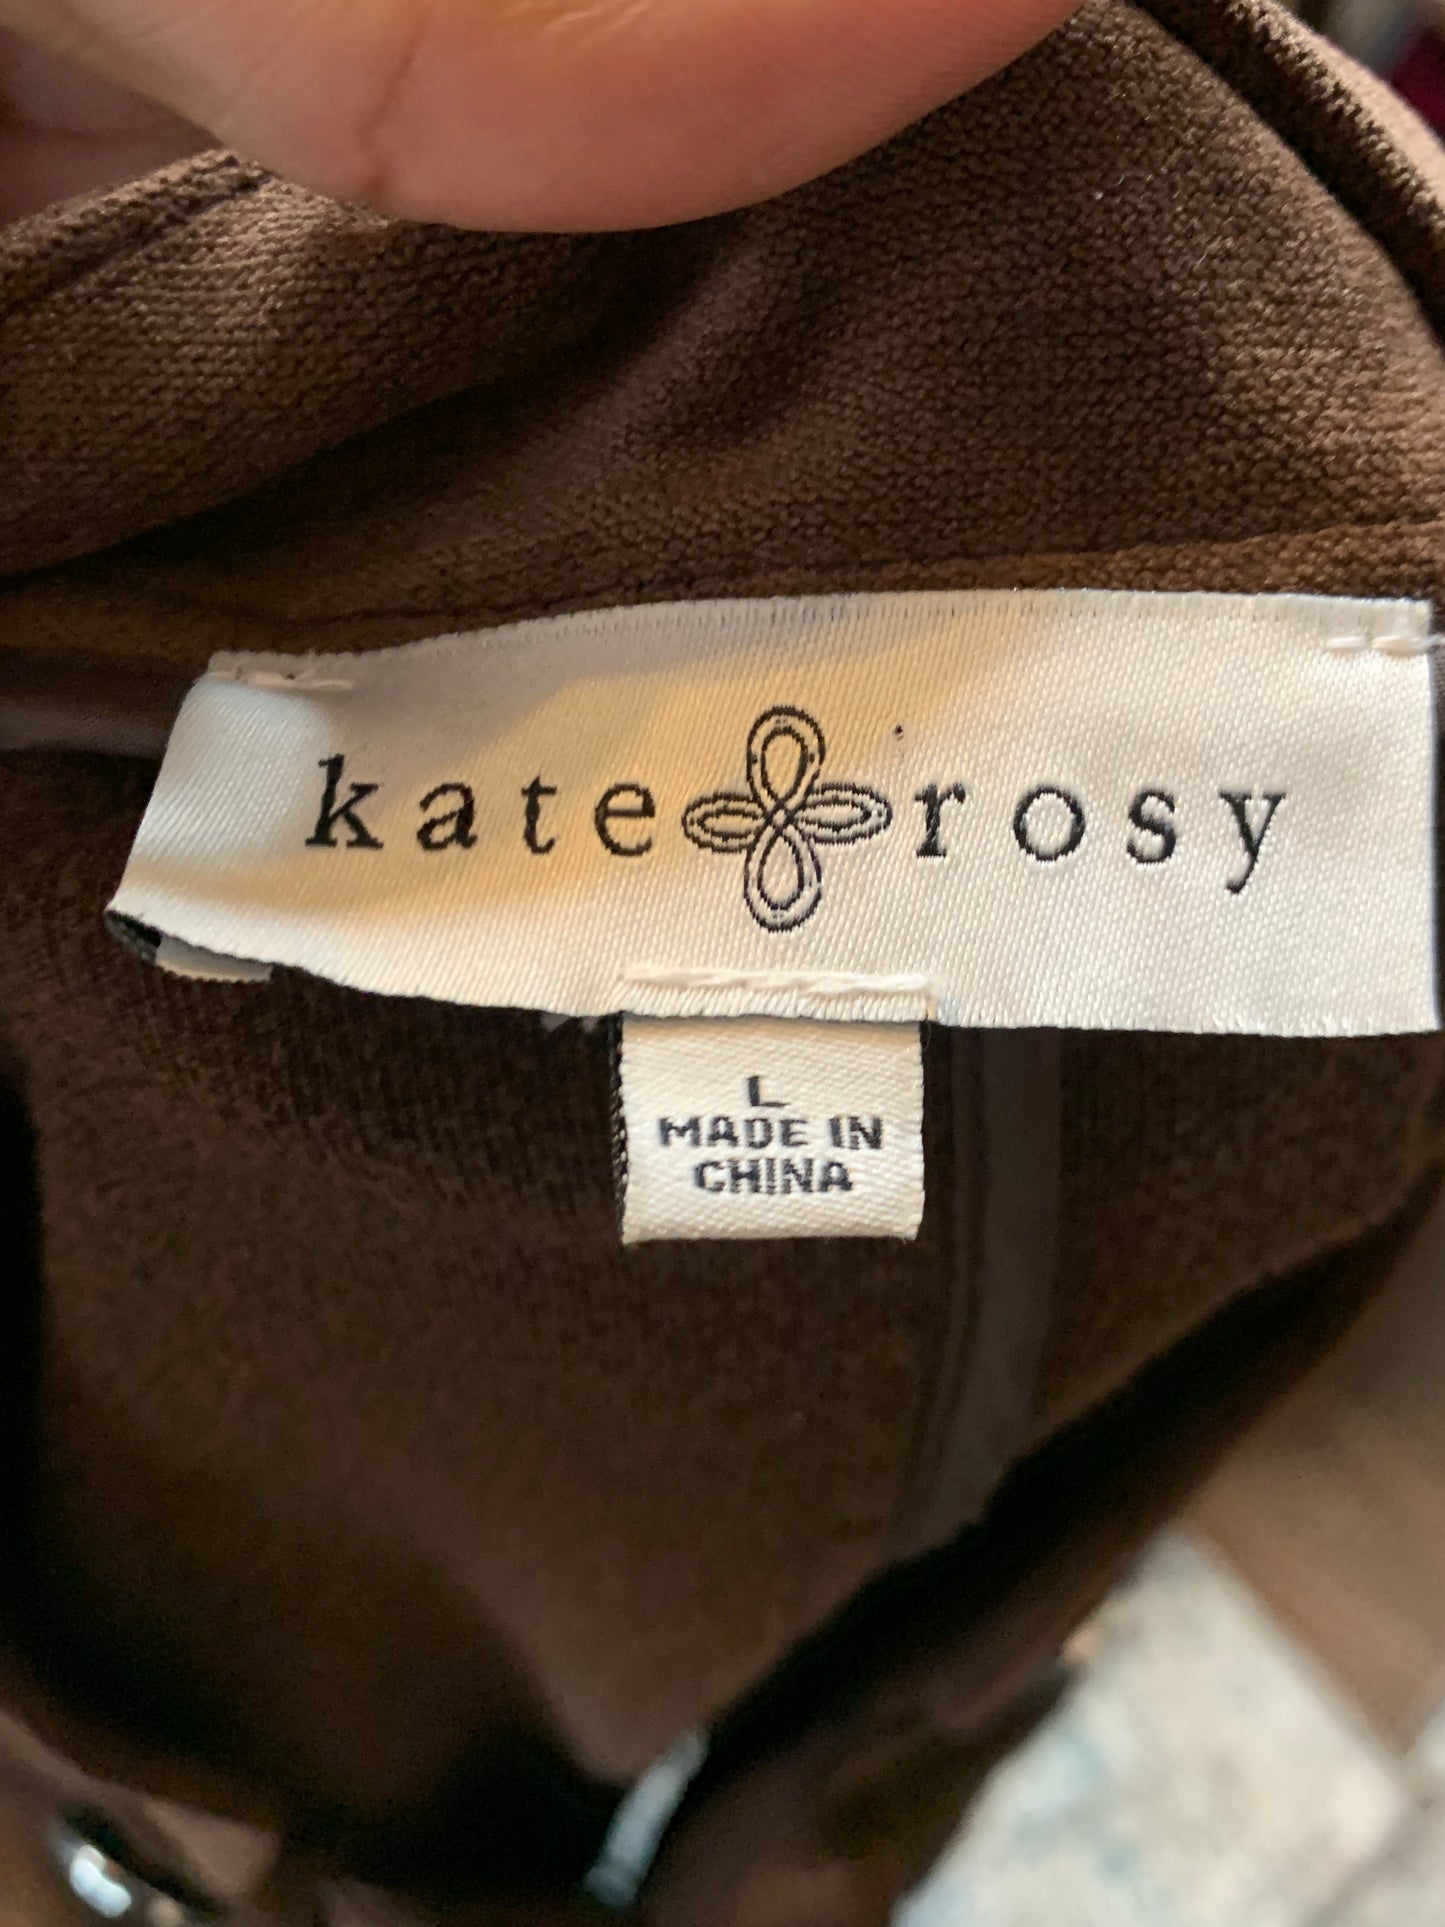 kate rosy
L
MADE IN
CHINA